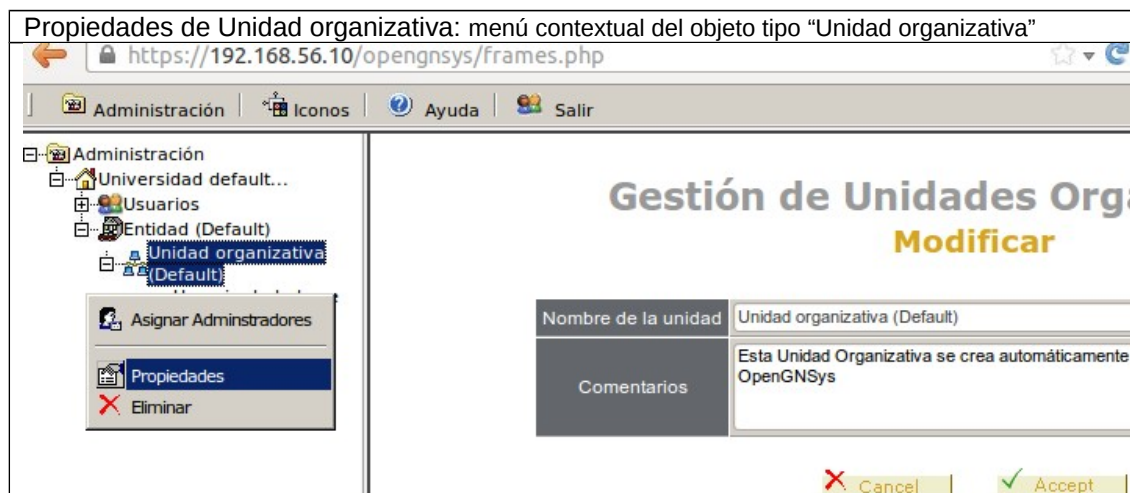 Propiedades de Unidad organizativa: menú contextual del objeto tipo “Unidad organizativa”
https://192.168.56.10/opengnsys/frames.php
Administración Iconos Ayuda Salir
Administración
Universidad default...
Usuarios
Entidad (Default)
Unidad organizativa
(Default)
Asignar Adminstradores
Propiedades
Eliminar
Gestión de Unidades Orga
Modificar
Nombre de la unidad Unidad organizativa (Default)
Comentarios
Esta Unidad Organizativa se crea automáticamente
OpenGNSys
Cancel Accept